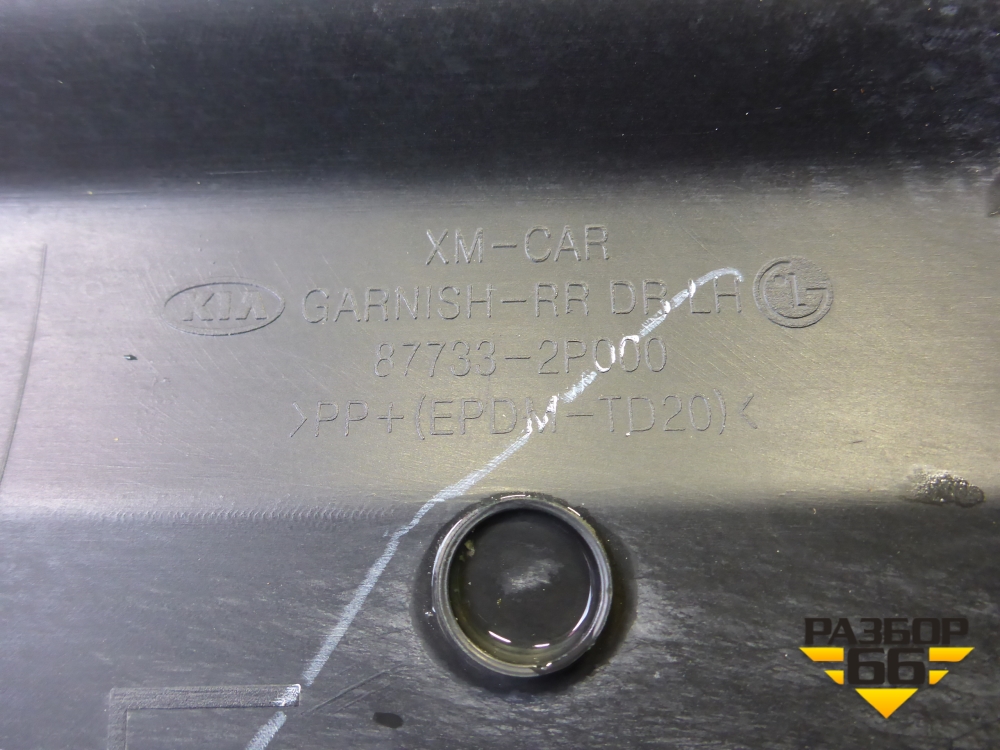 XM-CAR
KIA GARNISH-RR DR LH
87733-2P000
>PP+(EPDM-TD20)<
РАЗБОР
66